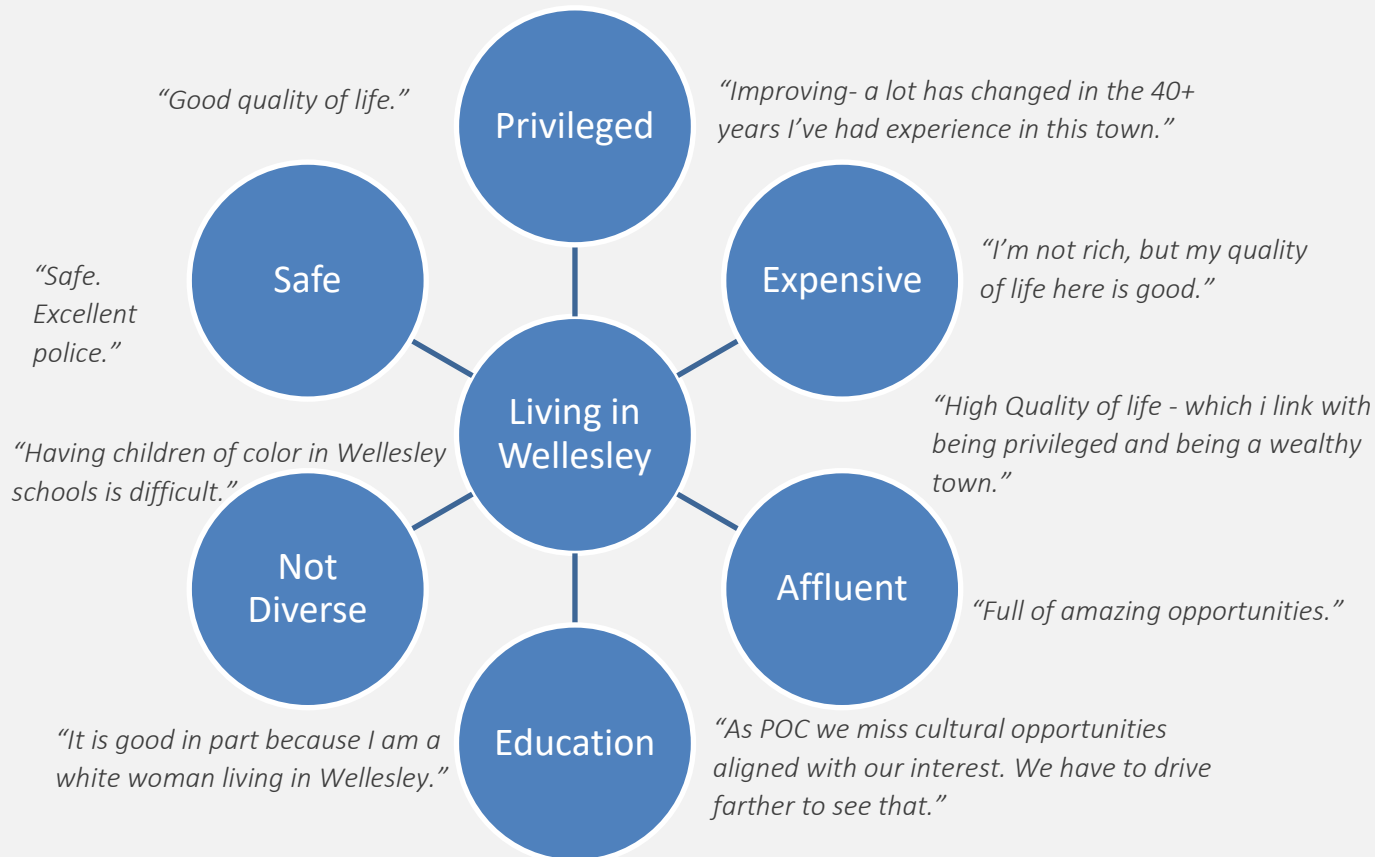 “Good quality of life.”
Privileged
“Improving- a lot has changed in the 40+
years I’ve had experience in this town.”
Safe
Expensive
“Safe.
Excellent
police.”
“I’m not rich, but my quality
of life here is good.”
Living in
Wellesley
“High Quality of life - which i link with
being privileged and being a wealthy
town.”
“Having children of color in Wellesley
schools is difficult.”
Not
Diverse
Affluent
“Full of amazing opportunities.”
Education
“It is good in part because I am a
white woman living in Wellesley.”
“As POC we miss cultural opportunities
aligned with our interest. We have to drive
farther to see that.”